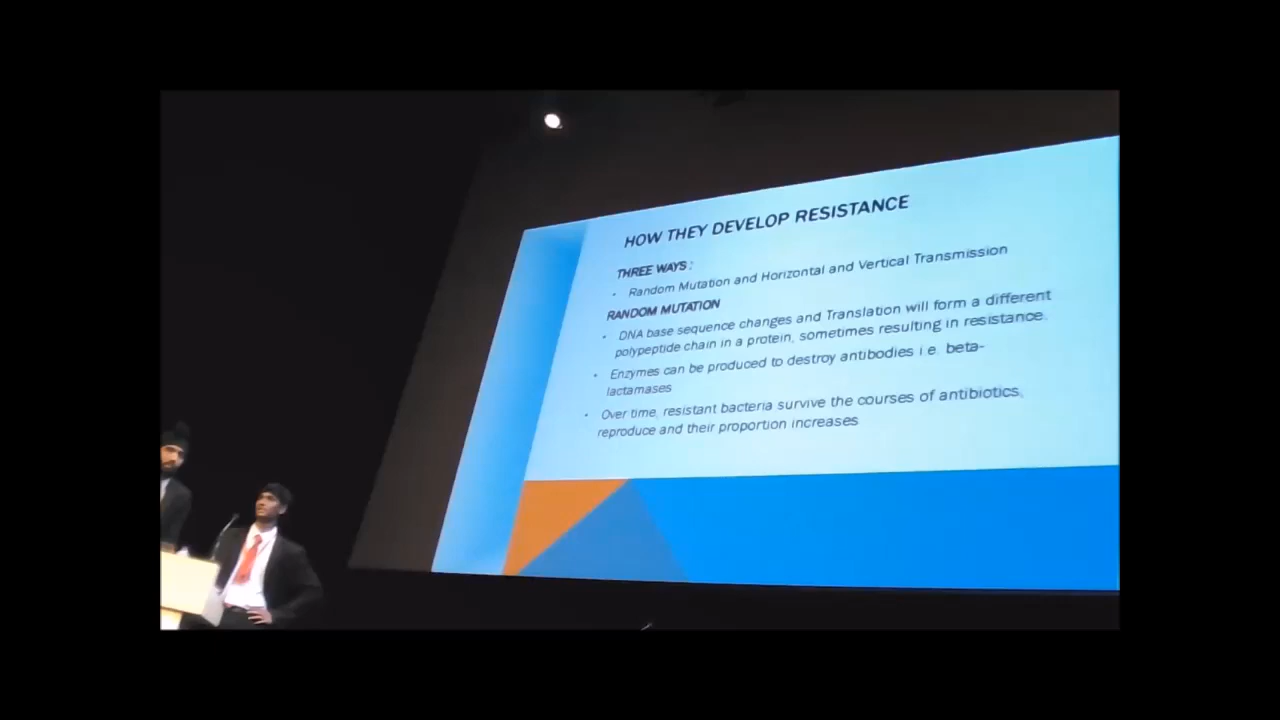 HOW THEY DEVELOP RESISTANCE
THREE WAYS:
• Random Mutation and Horizontal and Vertical Transmission
RANDOM MUTATION
• DNA base sequence changes and Translation will form a different
polypeptide chain in a protein, sometimes resulting in resistance.
• Enzymes can be produced to destroy antibodies i.e. beta-
lactamases
• Over time, resistant bacteria survive the courses of antibiotics,
reproduce and their proportion increases